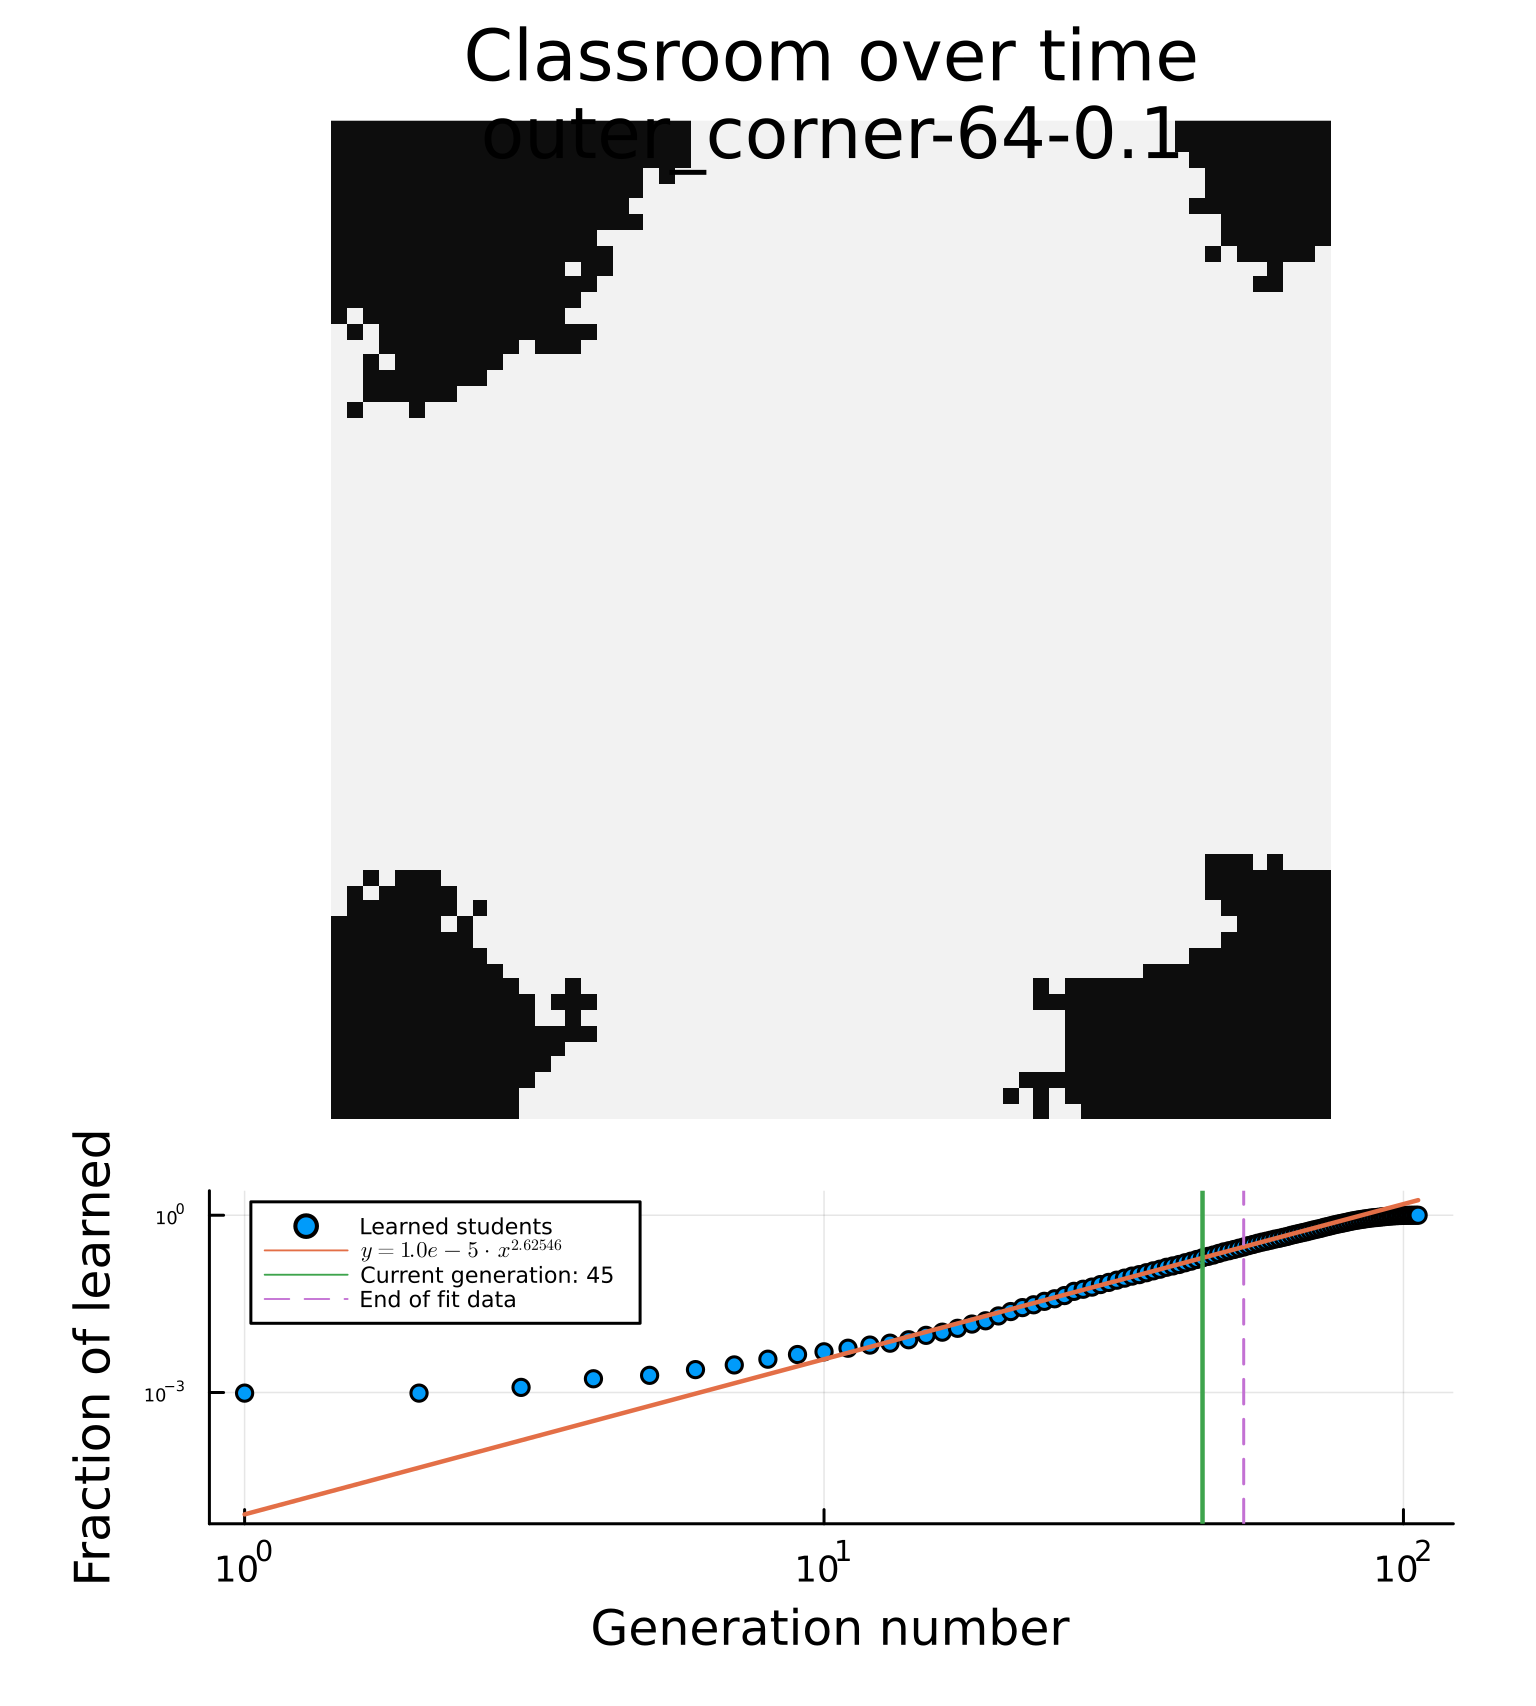 Classroom over time
outer_corner-64-0.1
Fraction of learned
10^0
10^-3
Learned students
y = 1.0e − 5 · x^2.62546
Current generation: 45
End of fit data
10^0
10^1
10^2
Generation number